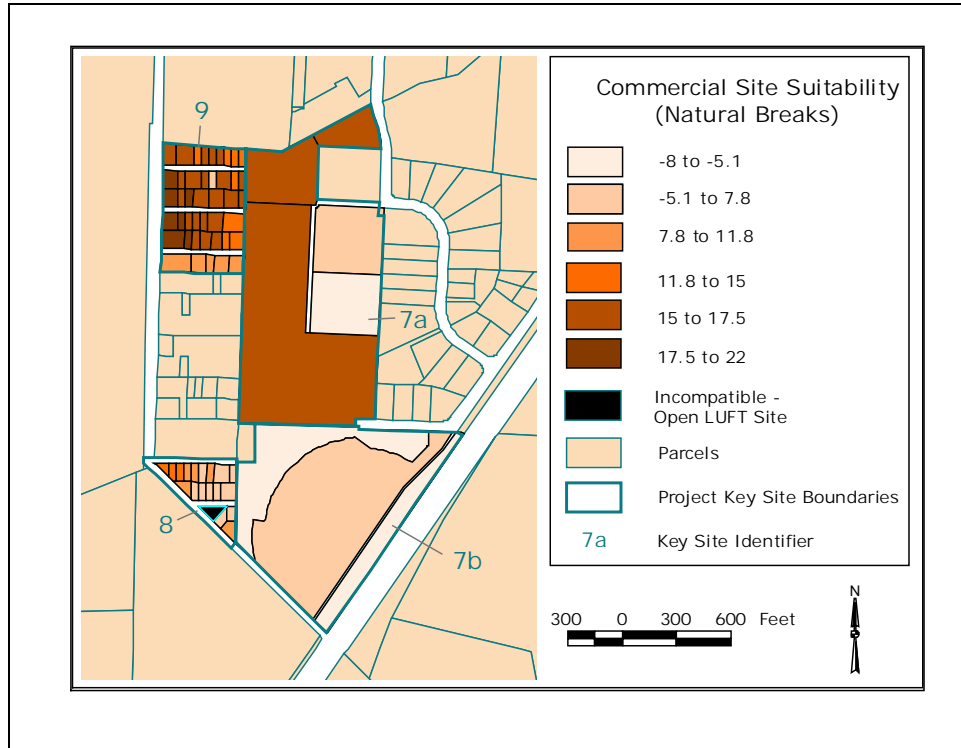 Commercial Site Suitability
(Natural Breaks)
-8 to -5.1
-5.1 to 7.8
7.8 to 11.8
11.8 to 15
15 to 17.5
17.5 to 22
Incompatible -
Open LUFT Site
Parcels
Project Key Site Boundaries
7a Key Site Identifier
9
7a
8
7b
300 0 300 600 Feet
N